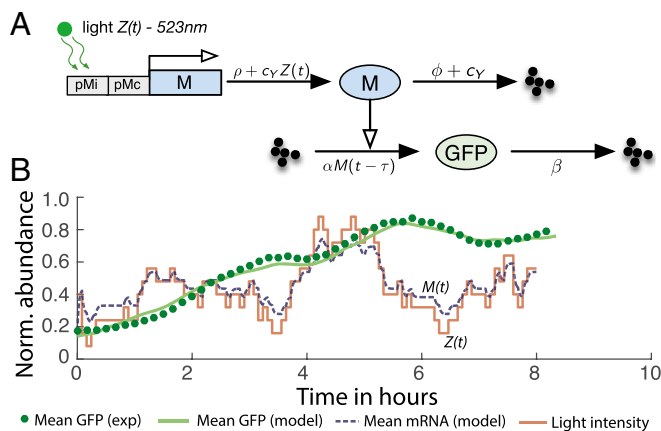 A
light Z(t) - 523nm
pMi pMc M
ρ + cY Z(t)
M
ϕ + cY
αM(t − τ)
GFP
β
B
Norm. abundance
1.0
0.8
0.6
0.4
0.2
0
M(t)
Z(t)
0 2 4 6 8 10
Time in hours
Mean GFP (exp) Mean GFP (model) Mean mRNA (model) Light intensity